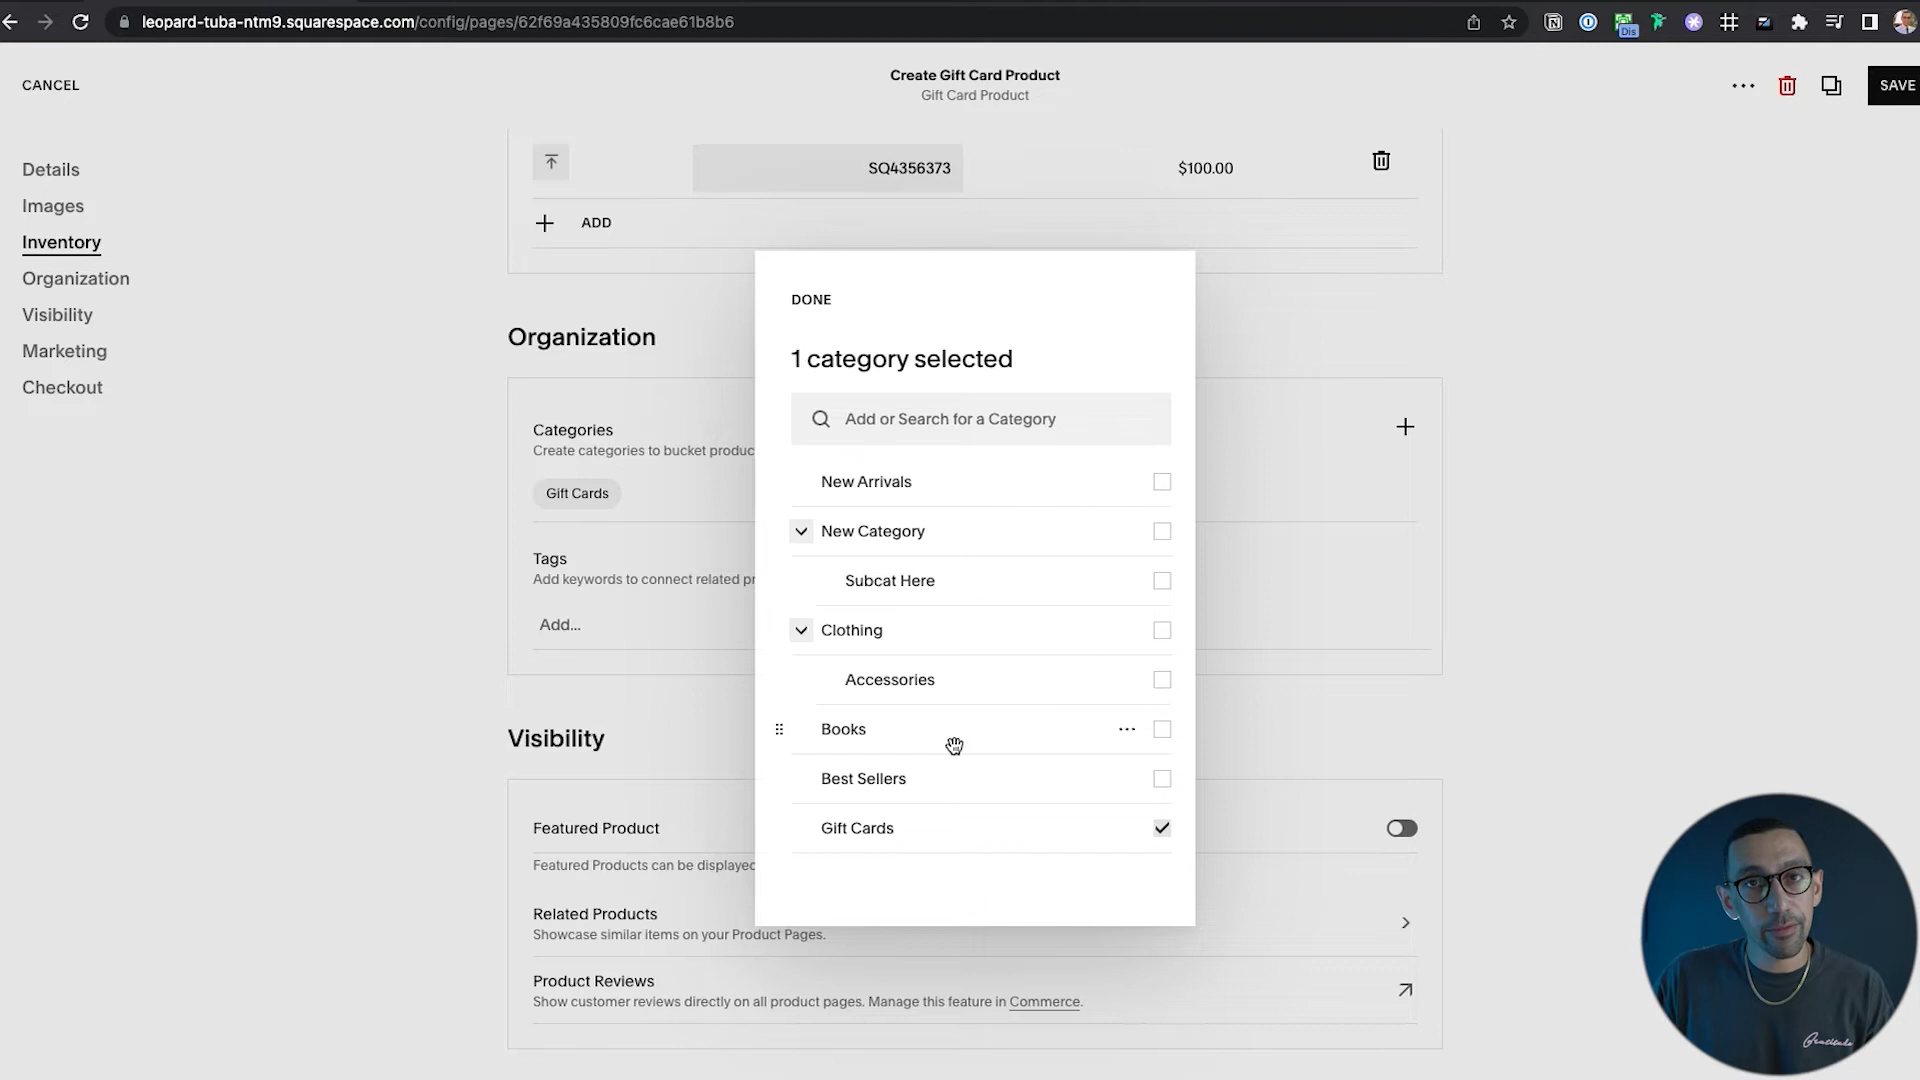 leopard-tuba-ntm9.squarespace.com/config/pages/62f69a435809fc6cae61b8b6
Dis
CANCEL
Create Gift Card Product
Gift Card Product
SAVE
Details
Images
Inventory
Organization
Visibility
Marketing
Checkout
SQ4356373
$100.00
ADD
Organization
Categories
Create categories to bucket produc
Gift Cards
Tags
Add keywords to connect related pr
Add...
Visibility
Featured Product
Featured Products can be displayed
Related Products
Showcase similar items on your Product Pages.
Product Reviews
Show customer reviews directly on all product pages. Manage this feature in Commerce.
DONE
1 category selected
Add or Search for a Category
New Arrivals
New Category
Subcat Here
Clothing
Accessories
Books
Best Sellers
Gift Cards
Gratitude